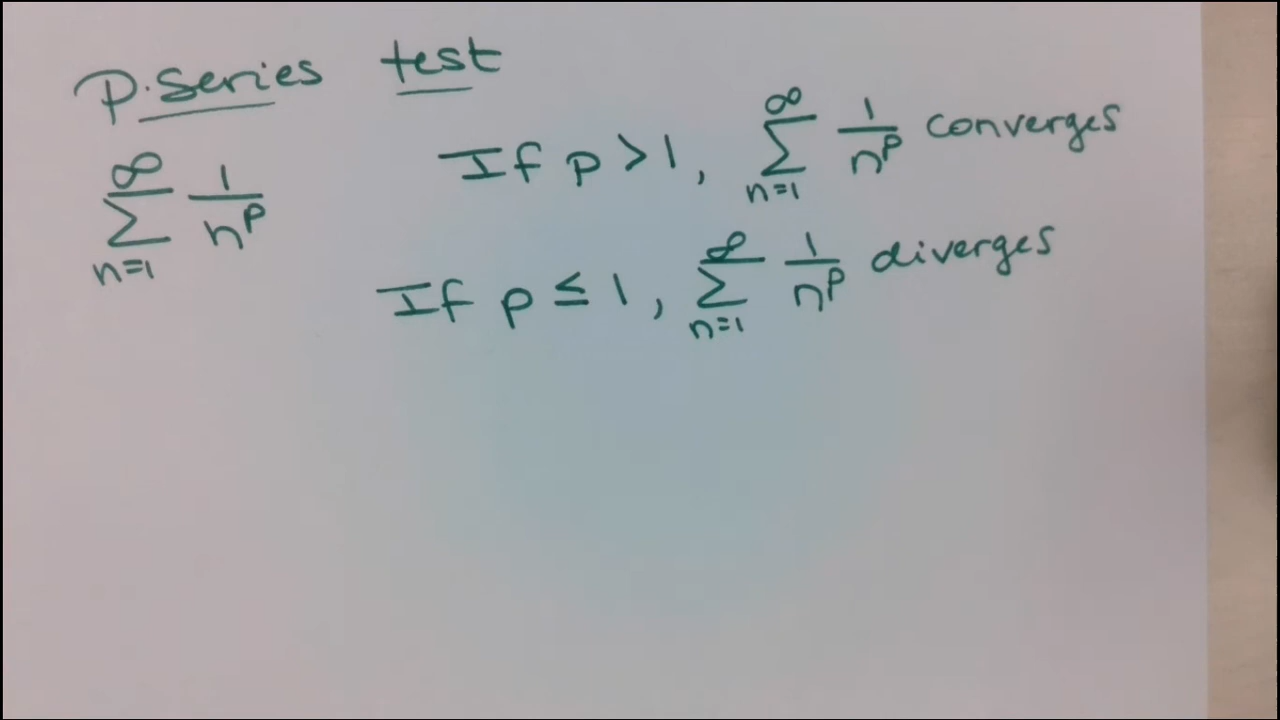 P-Series test
∞
∑ 1/n^p
n=1
If p > 1, ∞∑n=1 1/n^p converges
If p ≤ 1, ∞∑n=1 1/n^p diverges